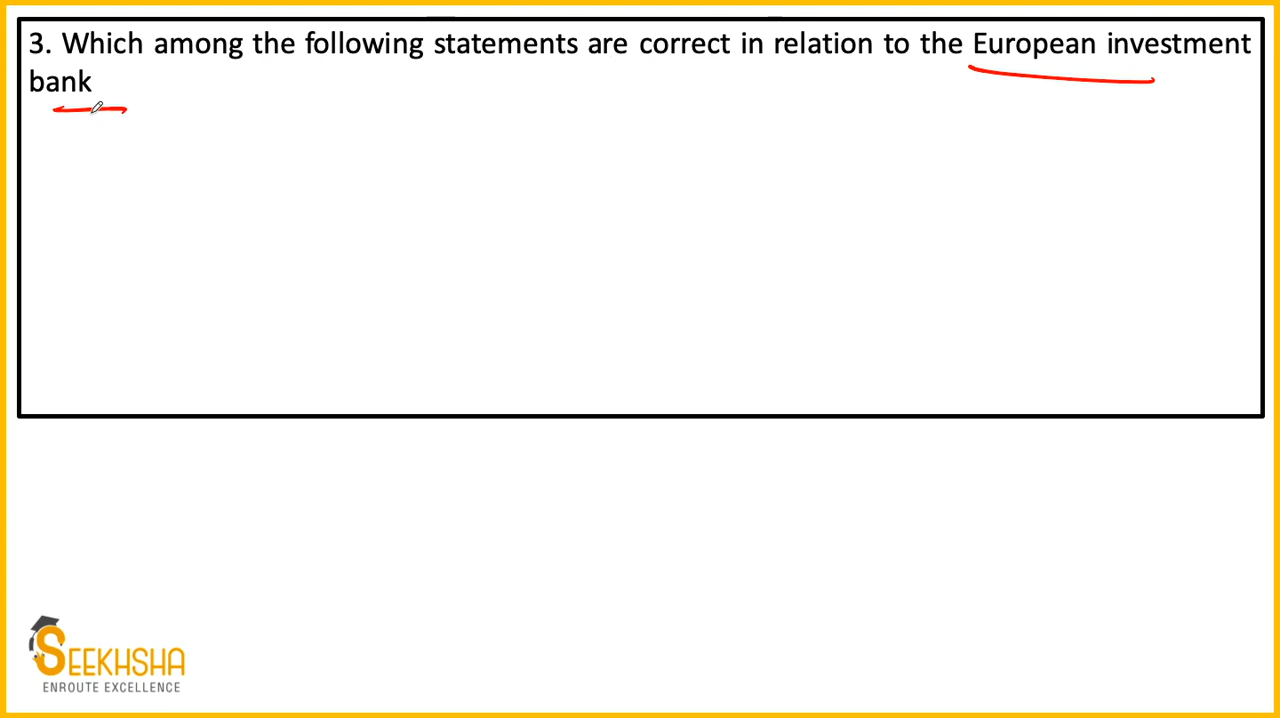 3. Which among the following statements are correct in relation to the European investment
bank
SEEKHSHA
ENROUTE EXCELLENCE